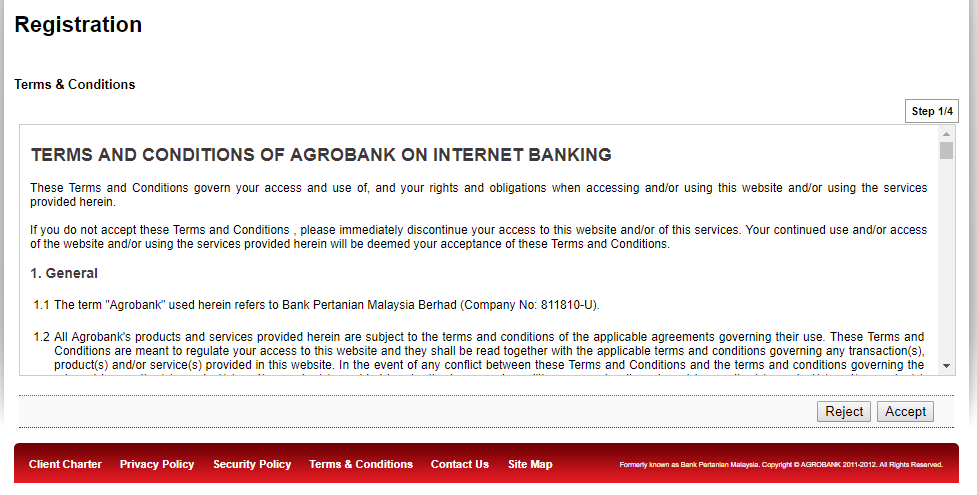 Registration
Terms & Conditions
Step 1/4
TERMS AND CONDITIONS OF AGROBANK ON INTERNET BANKING
These Terms and Conditions govern your access and use of, and your rights and obligations when accessing and/or using this website and/or using the services
provided herein.
If you do not accept these Terms and Conditions , please immediately discontinue your access to this website and/or of this services. Your continued use and/or access
of the website and/or using the services provided herein will be deemed your acceptance of these Terms and Conditions.
1. General
1.1 The term "Agrobank" used herein refers to Bank Pertanian Malaysia Berhad (Company No: 811810-U).
1.2 All Agrobank's products and services provided herein are subject to the terms and conditions of the applicable agreements governing their use. These Terms and
Conditions are meant to regulate your access to this website and they shall be read together with the applicable terms and conditions governing any transaction(s),
product(s) and/or service(s) provided in this website. In the event of any conflict between these Terms and Conditions and the terms and conditions governing the
Reject Accept
Client Charter Privacy Policy Security Policy Terms & Conditions Contact Us Site Map Formerly known as Bank Pertanian Malaysia. Copyright © AGROBANK 2011-2012. All Rights Reserved.